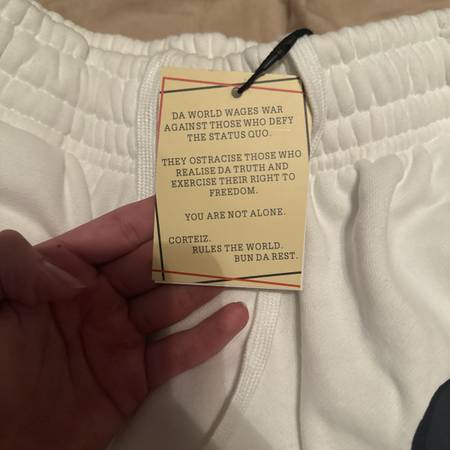 DA WORLD WAGES WAR
AGAINST THOSE WHO DEFY
THE STATUS QUO.
THEY OSTRACISE THOSE WHO
REALISE DA TRUTH AND
EXERCISE THEIR RIGHT TO
FREEDOM.
YOU ARE NOT ALONE.
CORTEIZ.
RULES THE WORLD.
BUN DA REST.